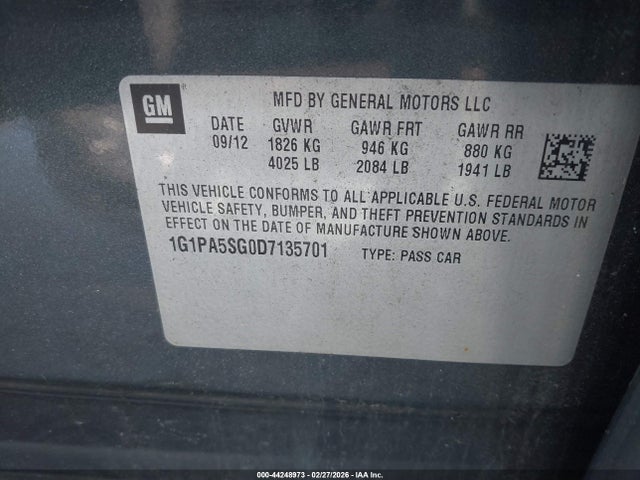 GM
MFD BY GENERAL MOTORS LLC
DATE GVWR GAWR FRT GAWR RR
09/12 1826 KG 946 KG 880 KG
4025 LB 2084 LB 1941 LB
THIS VEHICLE CONFORMS TO ALL APPLICABLE U.S. FEDERAL MOTOR
VEHICLE SAFETY, BUMPER, AND THEFT PREVENTION STANDARDS IN
EFFECT ON THE DATE OF MANUFACTURE SHOWN ABOVE.
1G1PA5SG0D7135701 TYPE: PASS CAR
000-44248973 — 02/27/2026 — IAA Inc.